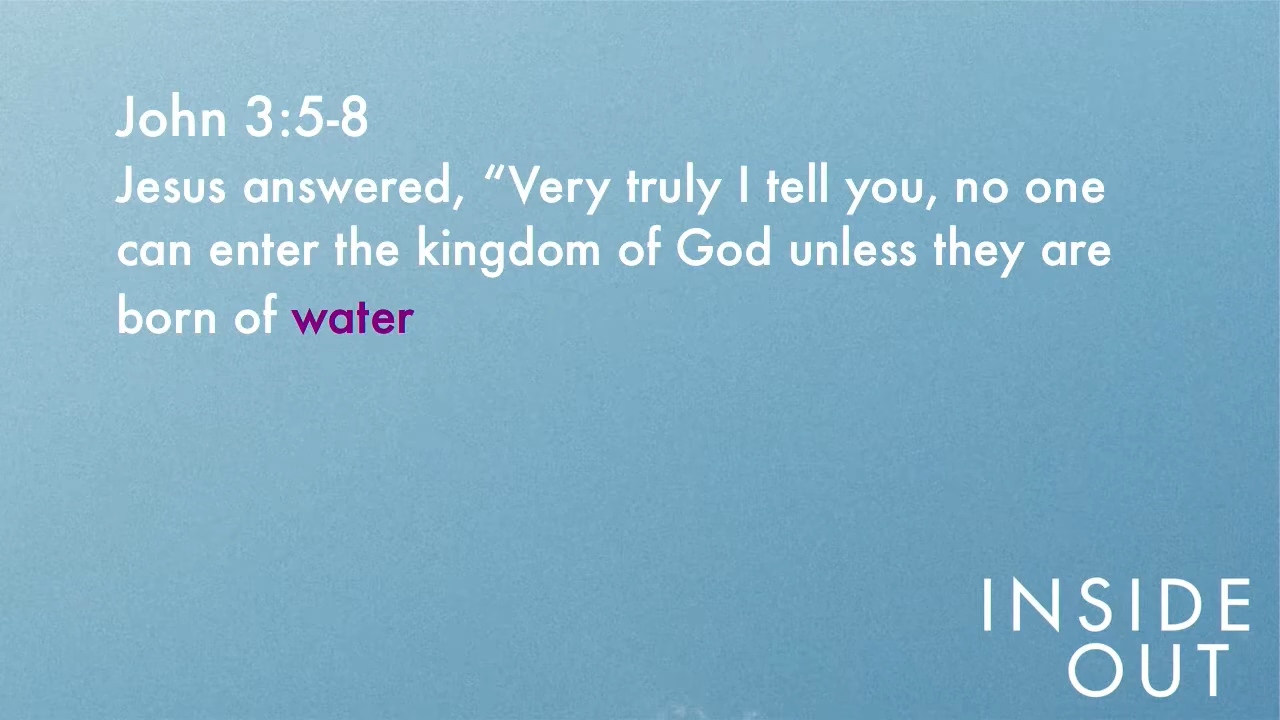 John 3:5-8
Jesus answered, “Very truly I tell you, no one
can enter the kingdom of God unless they are
born of water
INSIDE
OUT